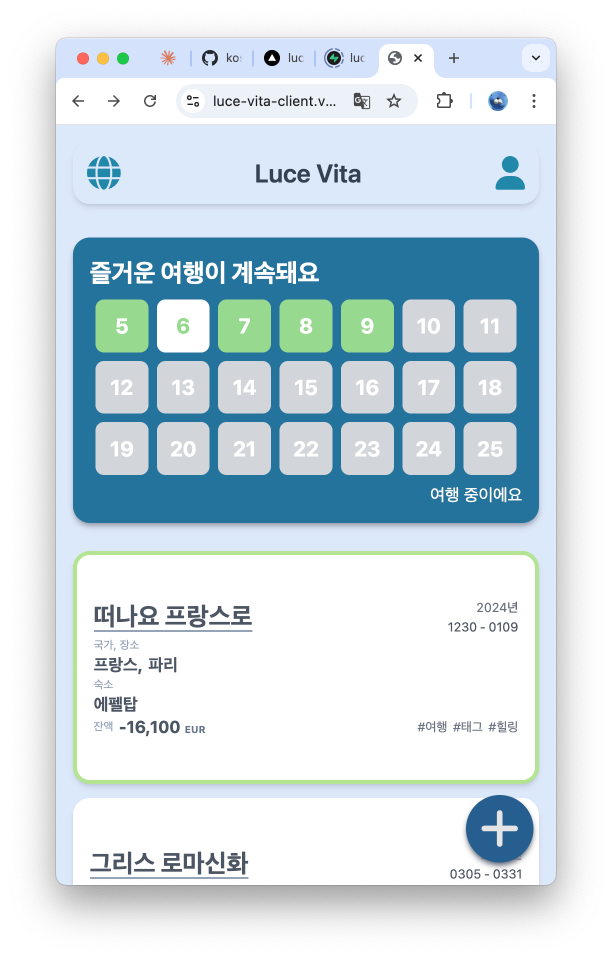 kos
luc
luc
luce-vita-client.v...
Luce Vita
즐거운 여행이 계속돼요
5 6 7 8 9 10 11
12 13 14 15 16 17 18
19 20 21 22 23 24 25
여행 중이에요
떠나요 프랑스로
2024년
1230 - 0109
국가, 장소
프랑스, 파리
숙소
에펠탑
잔액 -16,100 EUR
#여행 #태그 #힐링
그리스 로마신화
0305 - 0331